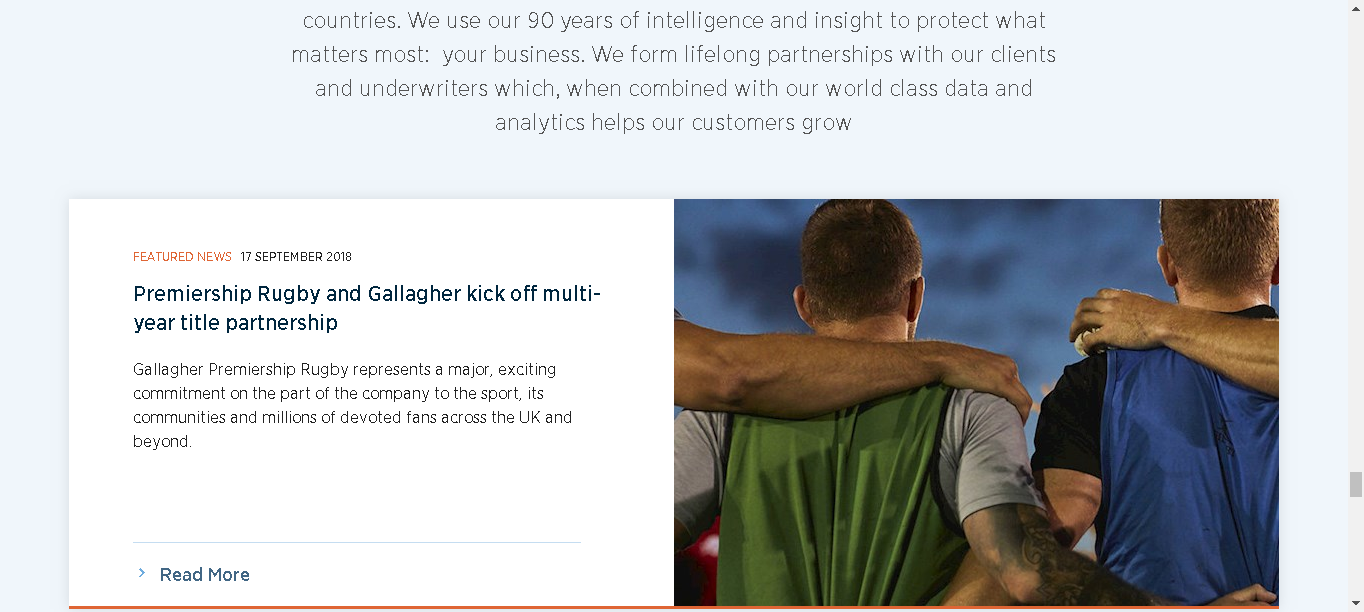 countries. We use our 90 years of intelligence and insight to protect what
matters most:  your business. We form lifelong partnerships with our clients
and underwriters which, when combined with our world class data and
analytics helps our customers grow
FEATURED NEWS 17 SEPTEMBER 2018
Premiership Rugby and Gallagher kick off multi-
year title partnership
Gallagher Premiership Rugby represents a major, exciting
commitment on the part of the company to the sport, its
communities and millions of devoted fans across the UK and
beyond.
Read More